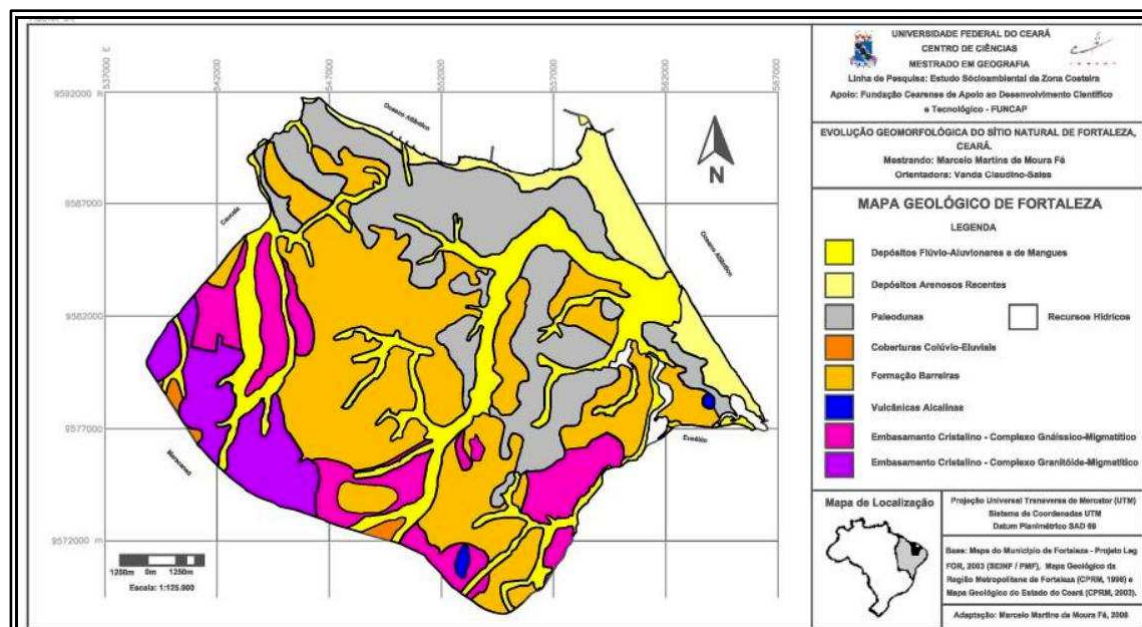 537000 E
542000
547000
552000
557000
562000
567000
9592000 N
9587000
9582000
9577000
9572000 m
Oceano Atlântico
Oceano Atlântico
Caucaia
Maracanaú
Eusébio
N
1250m 0m 1250m
Escala: 1:125.000
UNIVERSIDADE FEDERAL DO CEARÁ
CENTRO DE CIÊNCIAS
MESTRADO EM GEOGRAFIA
Linha de Pesquisa: Estudo Sócioambiental da Zona Costeira
Apoio: Fundação Cearense de Apoio ao Desenvolvimento Científico
e Tecnológico - FUNCAP
EVOLUÇÃO GEOMORFOLÓGICA DO SÍTIO NATURAL DE FORTALEZA,
CEARÁ.
Mestrando: Marcelo Martins de Moura Fé
Orientadora: Vanda Claudino-Sales
MAPA GEOLÓGICO DE FORTALEZA
LEGENDA
Depósitos Flúvio-Aluvionares e de Mangues
Depósitos Arenosos Recentes
Paleodunas
Recursos Hídricos
Coberturas Colúvio-Eluviais
Formação Barreiras
Vulcânicas Alcalinas
Embasamento Cristalino - Complexo Gnáissico-Migmatítico
Embasamento Cristalino - Complexo Granitóide-Migmatítico
Mapa de Localização
Projeção Universal Transversa de Mercator (UTM)
Sistema de Coordenadas UTM
Datum Planimétrico SAD 69
Base: Mapa do Município de Fortaleza - Projeto Leg
FOR, 2003 (SEINF / PMF), Mapa Geológico da
Região Metropolitana de Fortaleza (CPRM, 1998) e
Mapa Geológico do Estado do Ceará (CPRM, 2003).
Adaptação: Marcelo Martins de Moura Fé, 2008